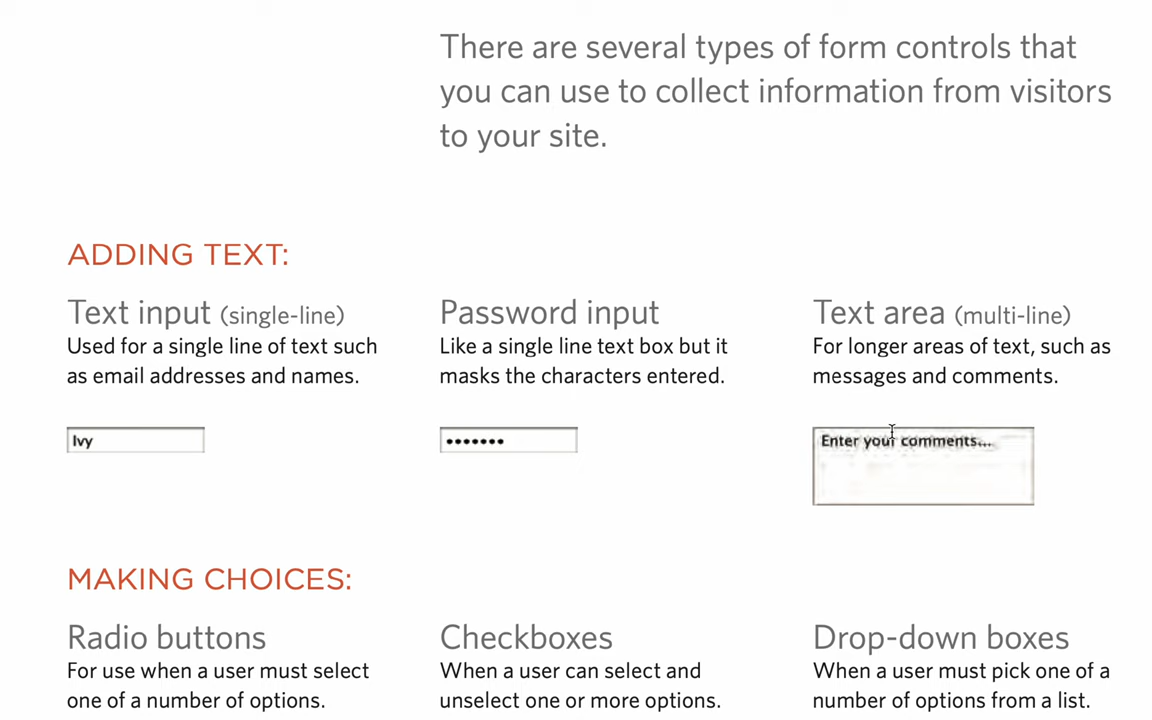 There are several types of form controls that
you can use to collect information from visitors
to your site.
ADDING TEXT:
Text input (single-line)
Used for a single line of text such
as email addresses and names.
Ivy
Password input
Like a single line text box but it
masks the characters entered.
•••••••
Text area (multi-line)
For longer areas of text, such as
messages and comments.
Enter your comments...
MAKING CHOICES:
Radio buttons
For use when a user must select
one of a number of options.
Checkboxes
When a user can select and
unselect one or more options.
Drop-down boxes
When a user must pick one of a
number of options from a list.